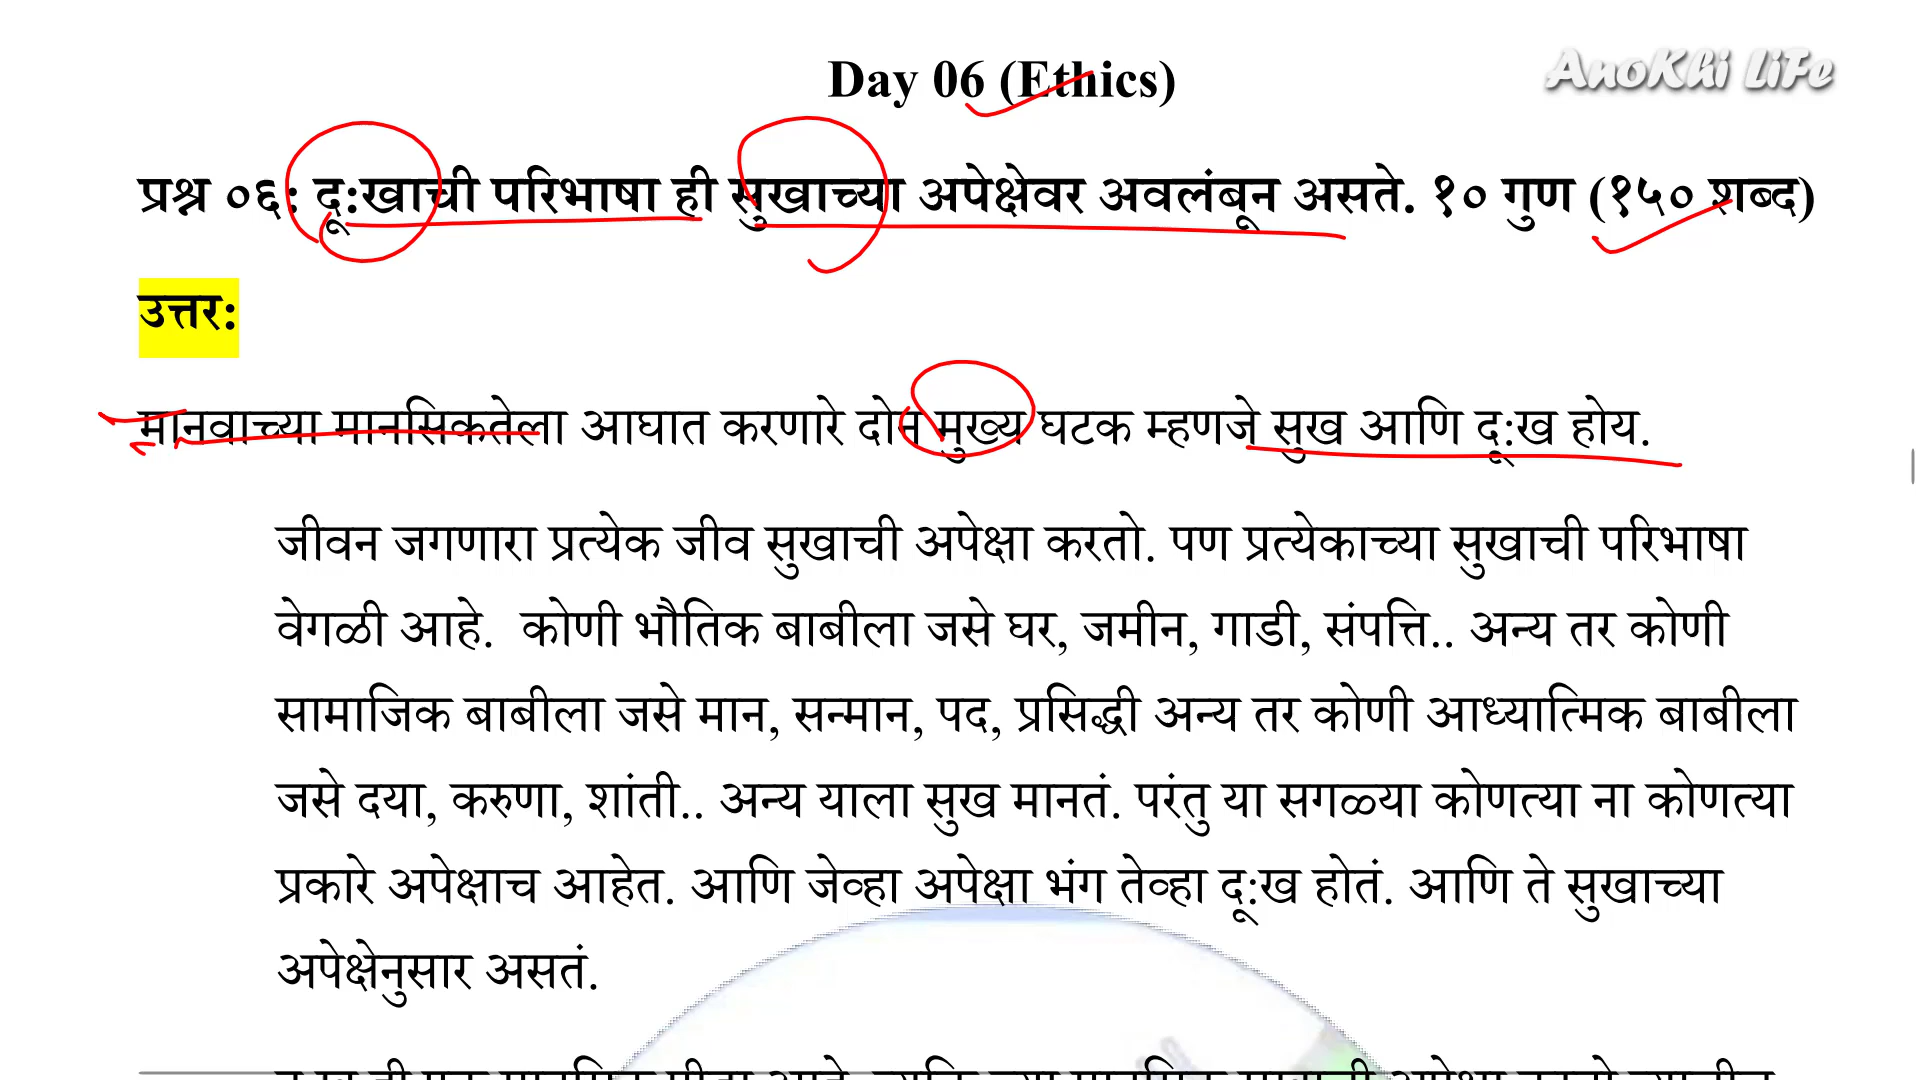 Day 06 (Ethics)
AnoKhi LiFe
प्रश्न ०६: दू:खाची परिभाषा ही सुखाच्या अपेक्षेवर अवलंबून असते. १० गुण (१५० शब्द)
उत्तर:
मानवाच्या मानसिकतेला आघात करणारे दोन मुख्य घटक म्हणजे सुख आणि दू:ख होय.
जीवन जगणारा प्रत्येक जीव सुखाची अपेक्षा करतो. पण प्रत्येकाच्या सुखाची परिभाषा
वेगळी आहे. कोणी भौतिक बाबीला जसे घर, जमीन, गाडी, संपत्ति.. अन्य तर कोणी
सामाजिक बाबीला जसे मान, सन्मान, पद, प्रसिद्धी अन्य तर कोणी आध्यात्मिक बाबीला
जसे दया, करुणा, शांती.. अन्य याला सुख मानतं. परंतु या सगळ्या कोणत्या ना कोणत्या
प्रकारे अपेक्षाच आहेत. आणि जेव्हा अपेक्षा भंग तेव्हा दू:ख होतं. आणि ते सुखाच्या
अपेक्षेनुसार असतं.